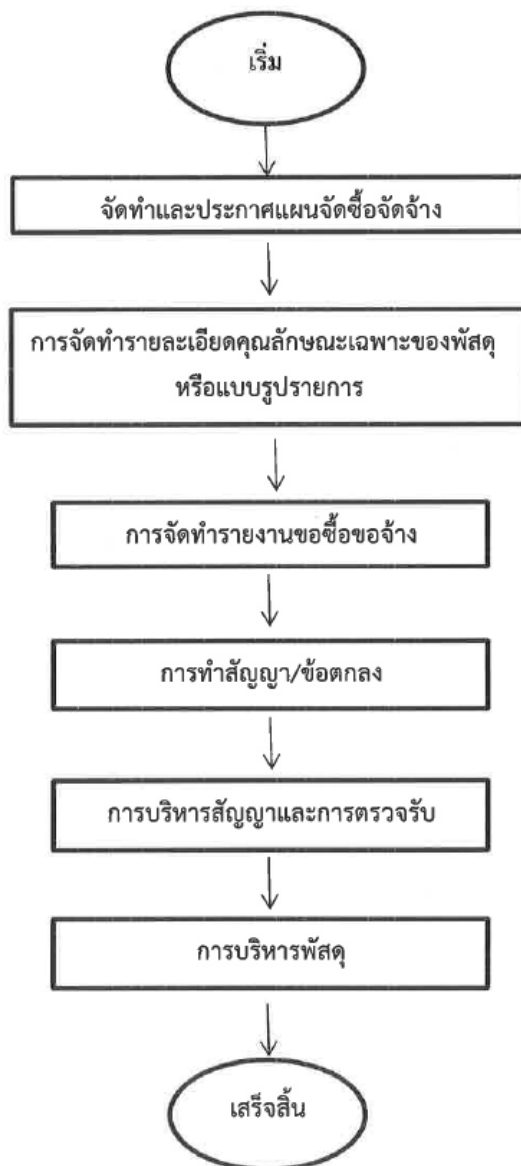 เริ่ม
จัดทำและประกาศแผนจัดซื้อจัดจ้าง
การจัดทำรายละเอียดคุณลักษณะเฉพาะของพัสดุ
หรือแบบรูปรายการ
การจัดทำรายงานขอซื้อขอจ้าง
การทำสัญญา/ข้อตกลง
การบริหารสัญญาและการตรวจรับ
การบริหารพัสดุ
เสร็จสิ้น